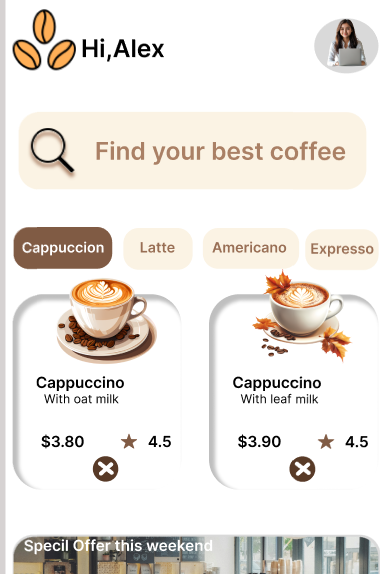 Hi,Alex
Find your best coffee
Cappuccion Latte Americano Expresso
Cappuccino Cappuccino
With oat milk With leaf milk
$3.80 ★ 4.5 $3.90 ★ 4.5
Specil Offer this weekend